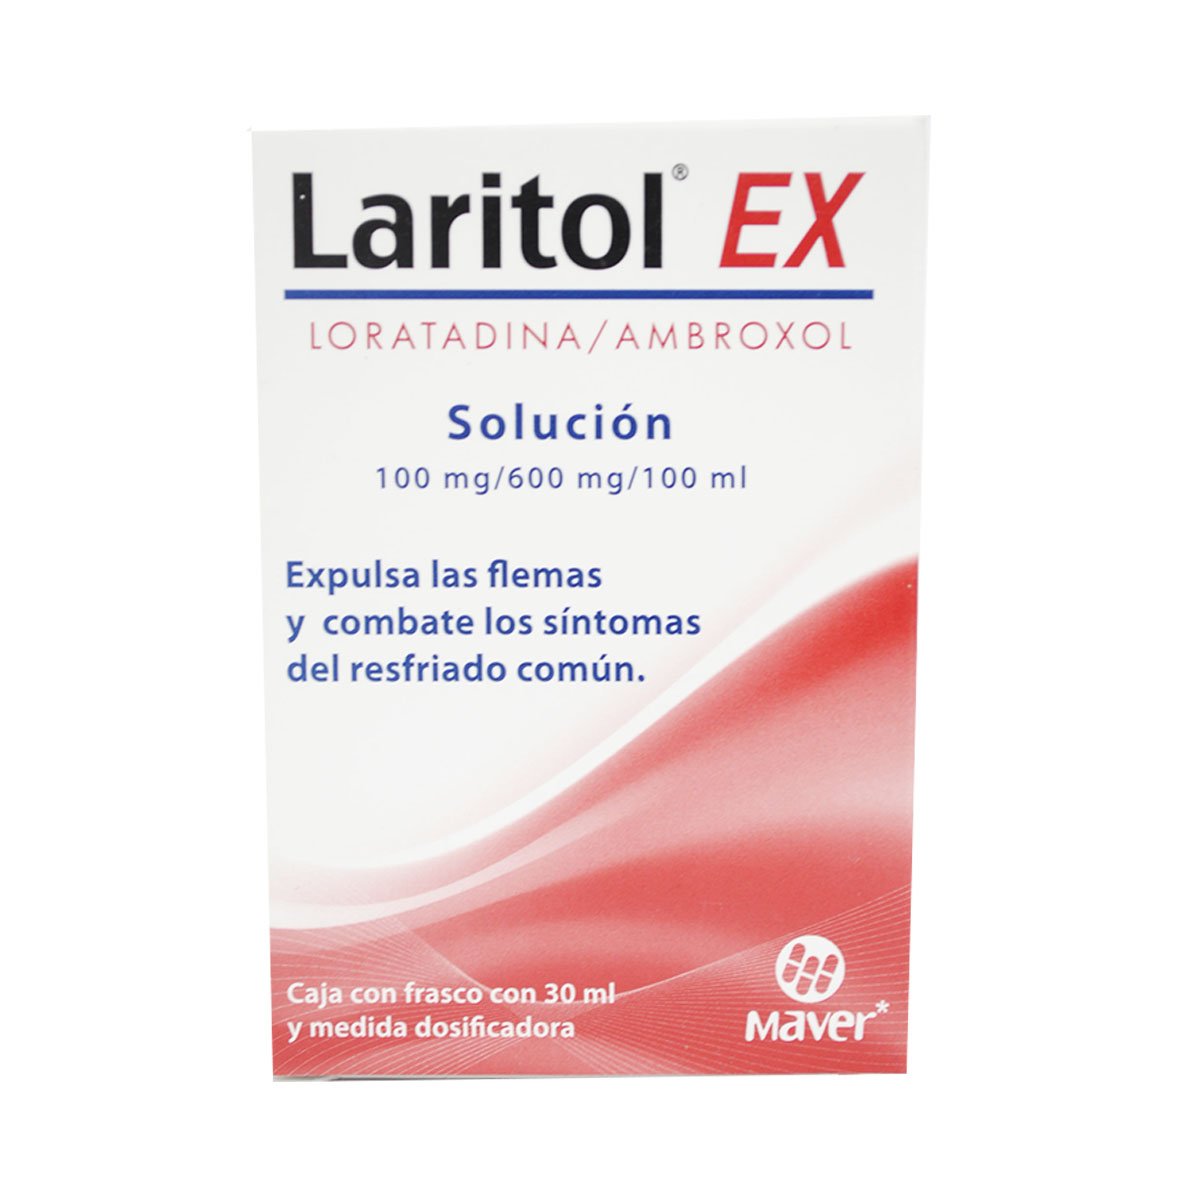 Laritol® EX
LORATADINA/AMBROXOL
Solución
100 mg/600 mg/100 ml
Expulsa las flemas
y combate los síntomas
del resfriado común.
Caja con frasco con 30 ml
y medida dosificadora
Maver*